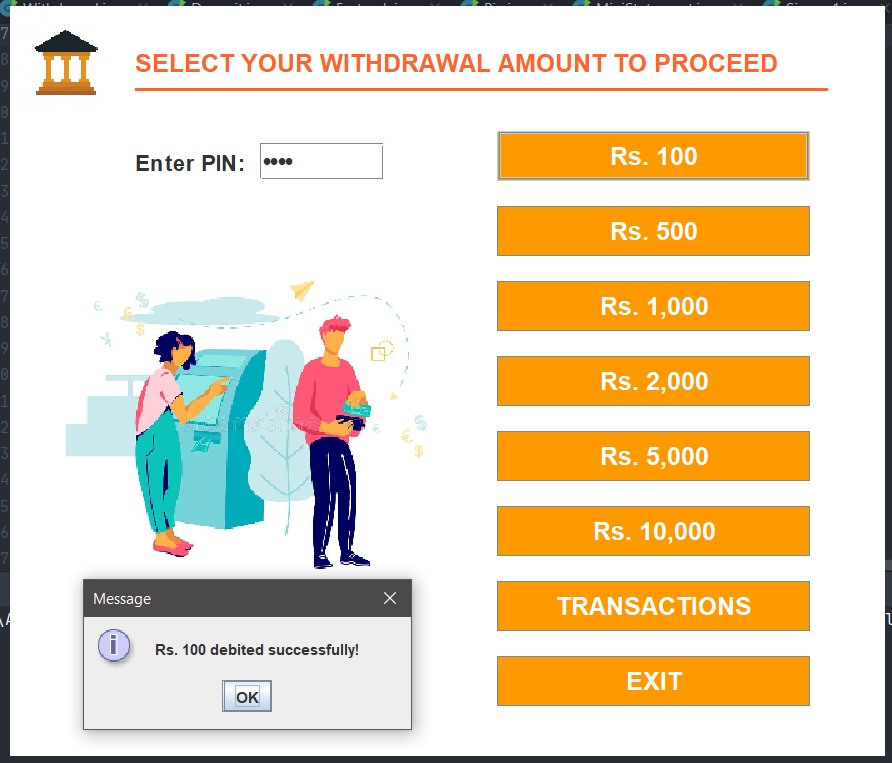 SELECT YOUR WITHDRAWAL AMOUNT TO PROCEED
Enter PIN: ••••
Rs. 100
Rs. 500
Rs. 1,000
Rs. 2,000
Rs. 5,000
Rs. 10,000
TRANSACTIONS
EXIT
Message
i
Rs. 100 debited successfully!
OK